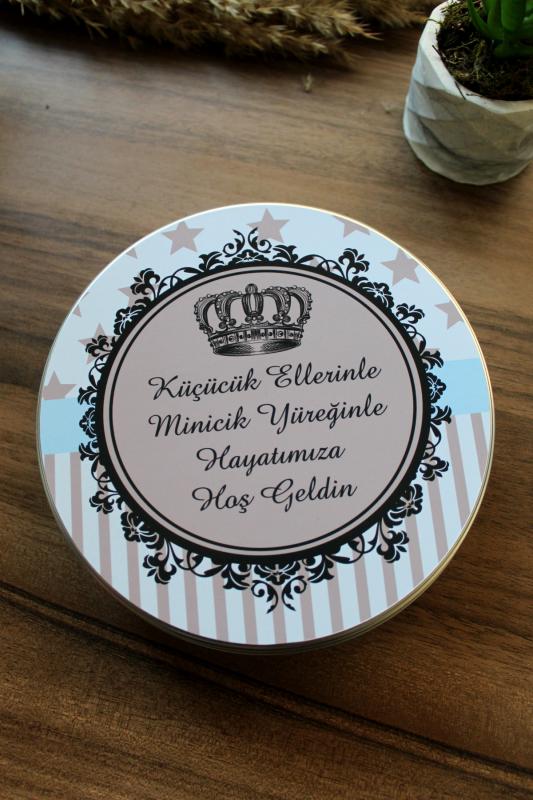 Küçücük Ellerinle
Minicik Yüreğinle
Hayatımıza
Hoş Geldin